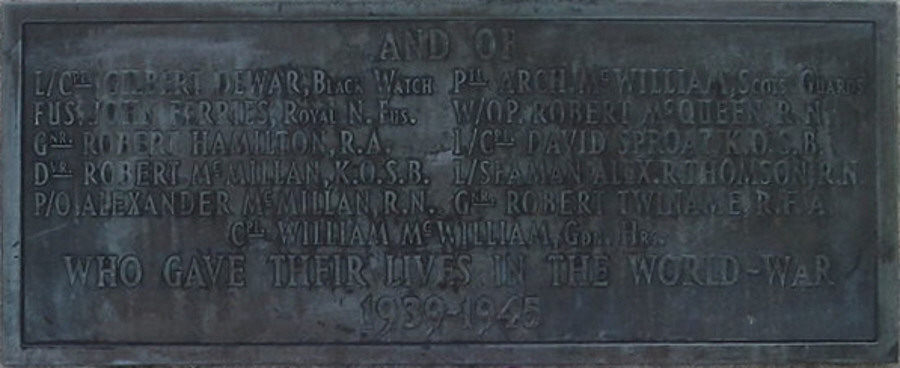 AND OF
L/CPL. GILBERT DEWAR, BLACK WATCH PTE. ARCH. McWILLIAM, SCOTS GUARDS
FUS. JOHN FERRIES, ROYAL N. FUS. W/OP. ROBERT McQUEEN, R.N.
GNR. ROBERT HAMILTON, R.A. L/CPL. DAVID SPROAT, K.O.S.B.
DVR. ROBERT McMILLAN, K.O.S.B. L/SEAMAN ALEX. R. THOMSON, R.N.
P/O. ALEXANDER McMILLAN, R.N. GNR. ROBERT TWINAME, R.F.A.
CPL. WILLIAM McWILLIAM, GDN. HRS.
WHO GAVE THEIR LIVES IN THE WORLD-WAR
1939-1945